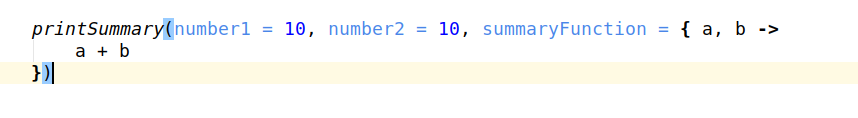 printSummary(number1 = 10, number2 = 10, summaryFunction = { a, b ->
    a + b
})